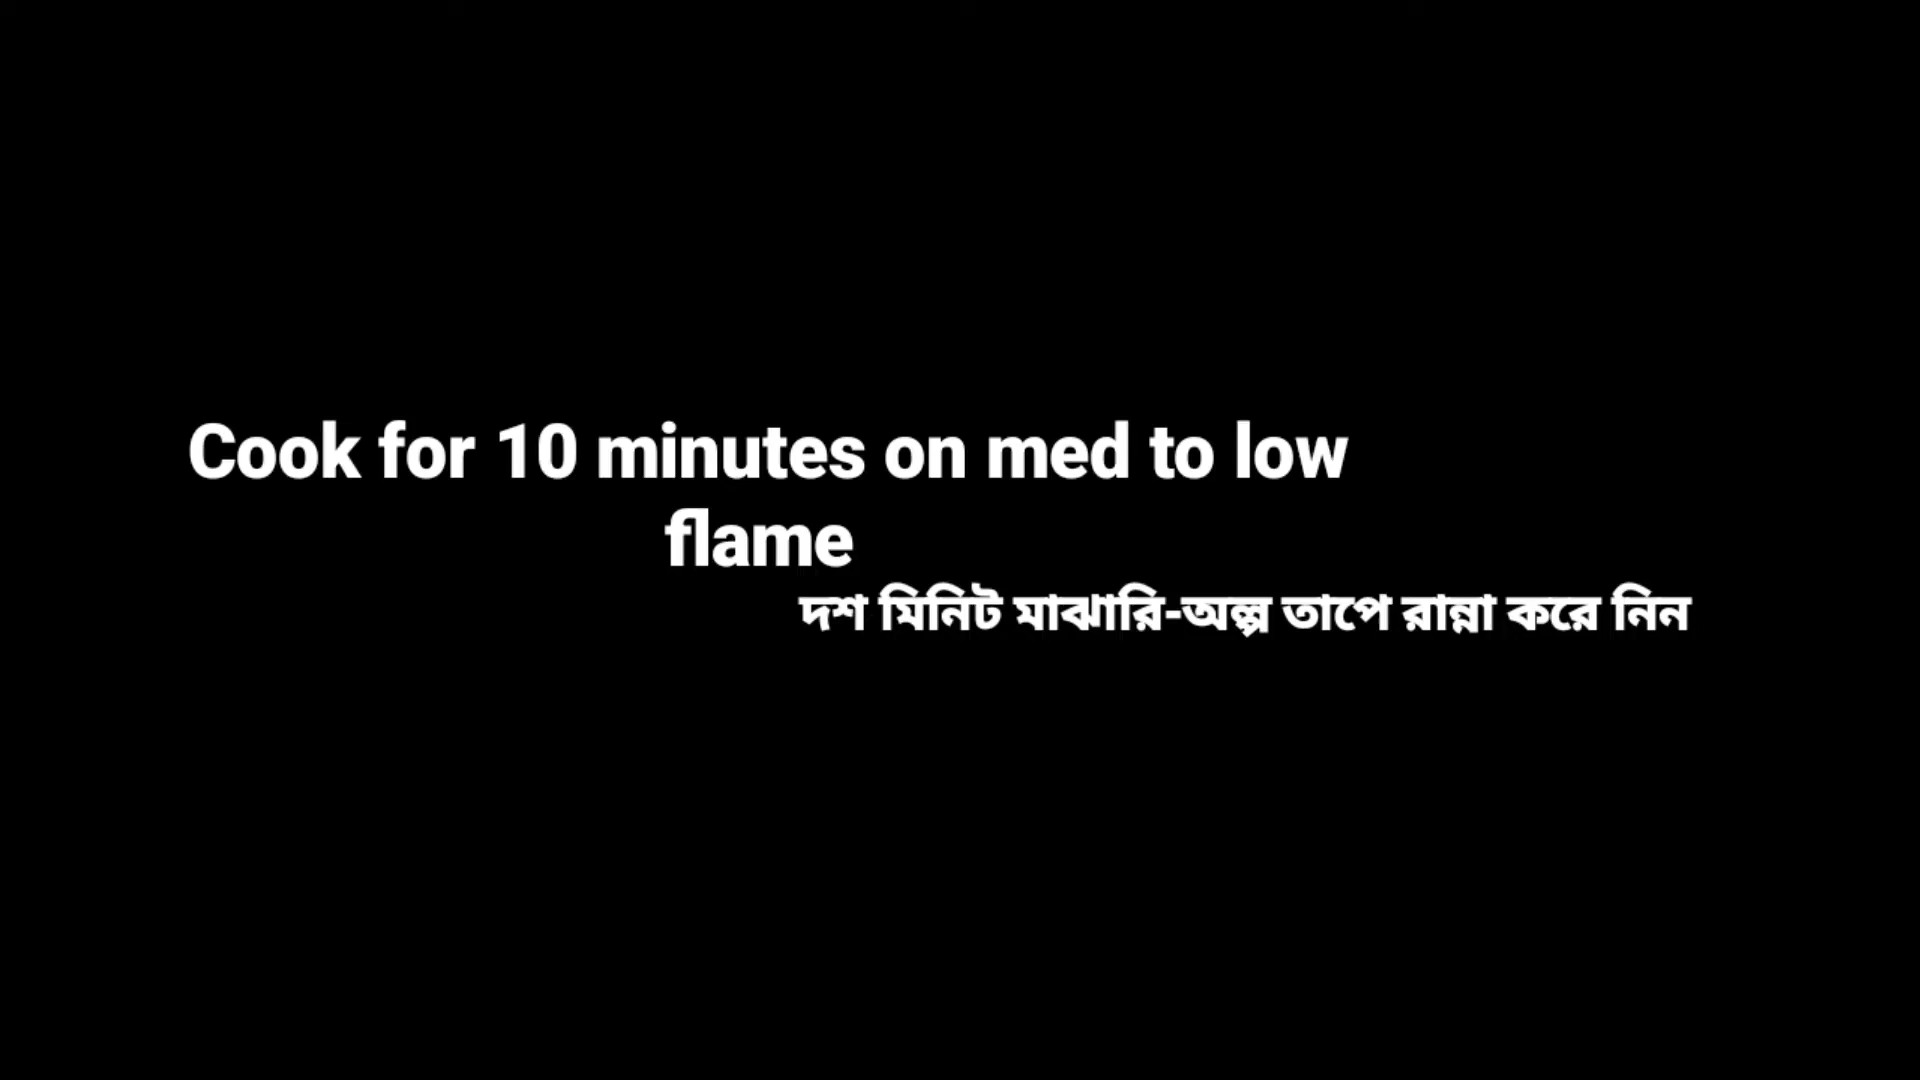 Cook for 10 minutes on med to low
flame
দশ মিনিট মাঝারি-অল্প তাপে রান্না করে নিন